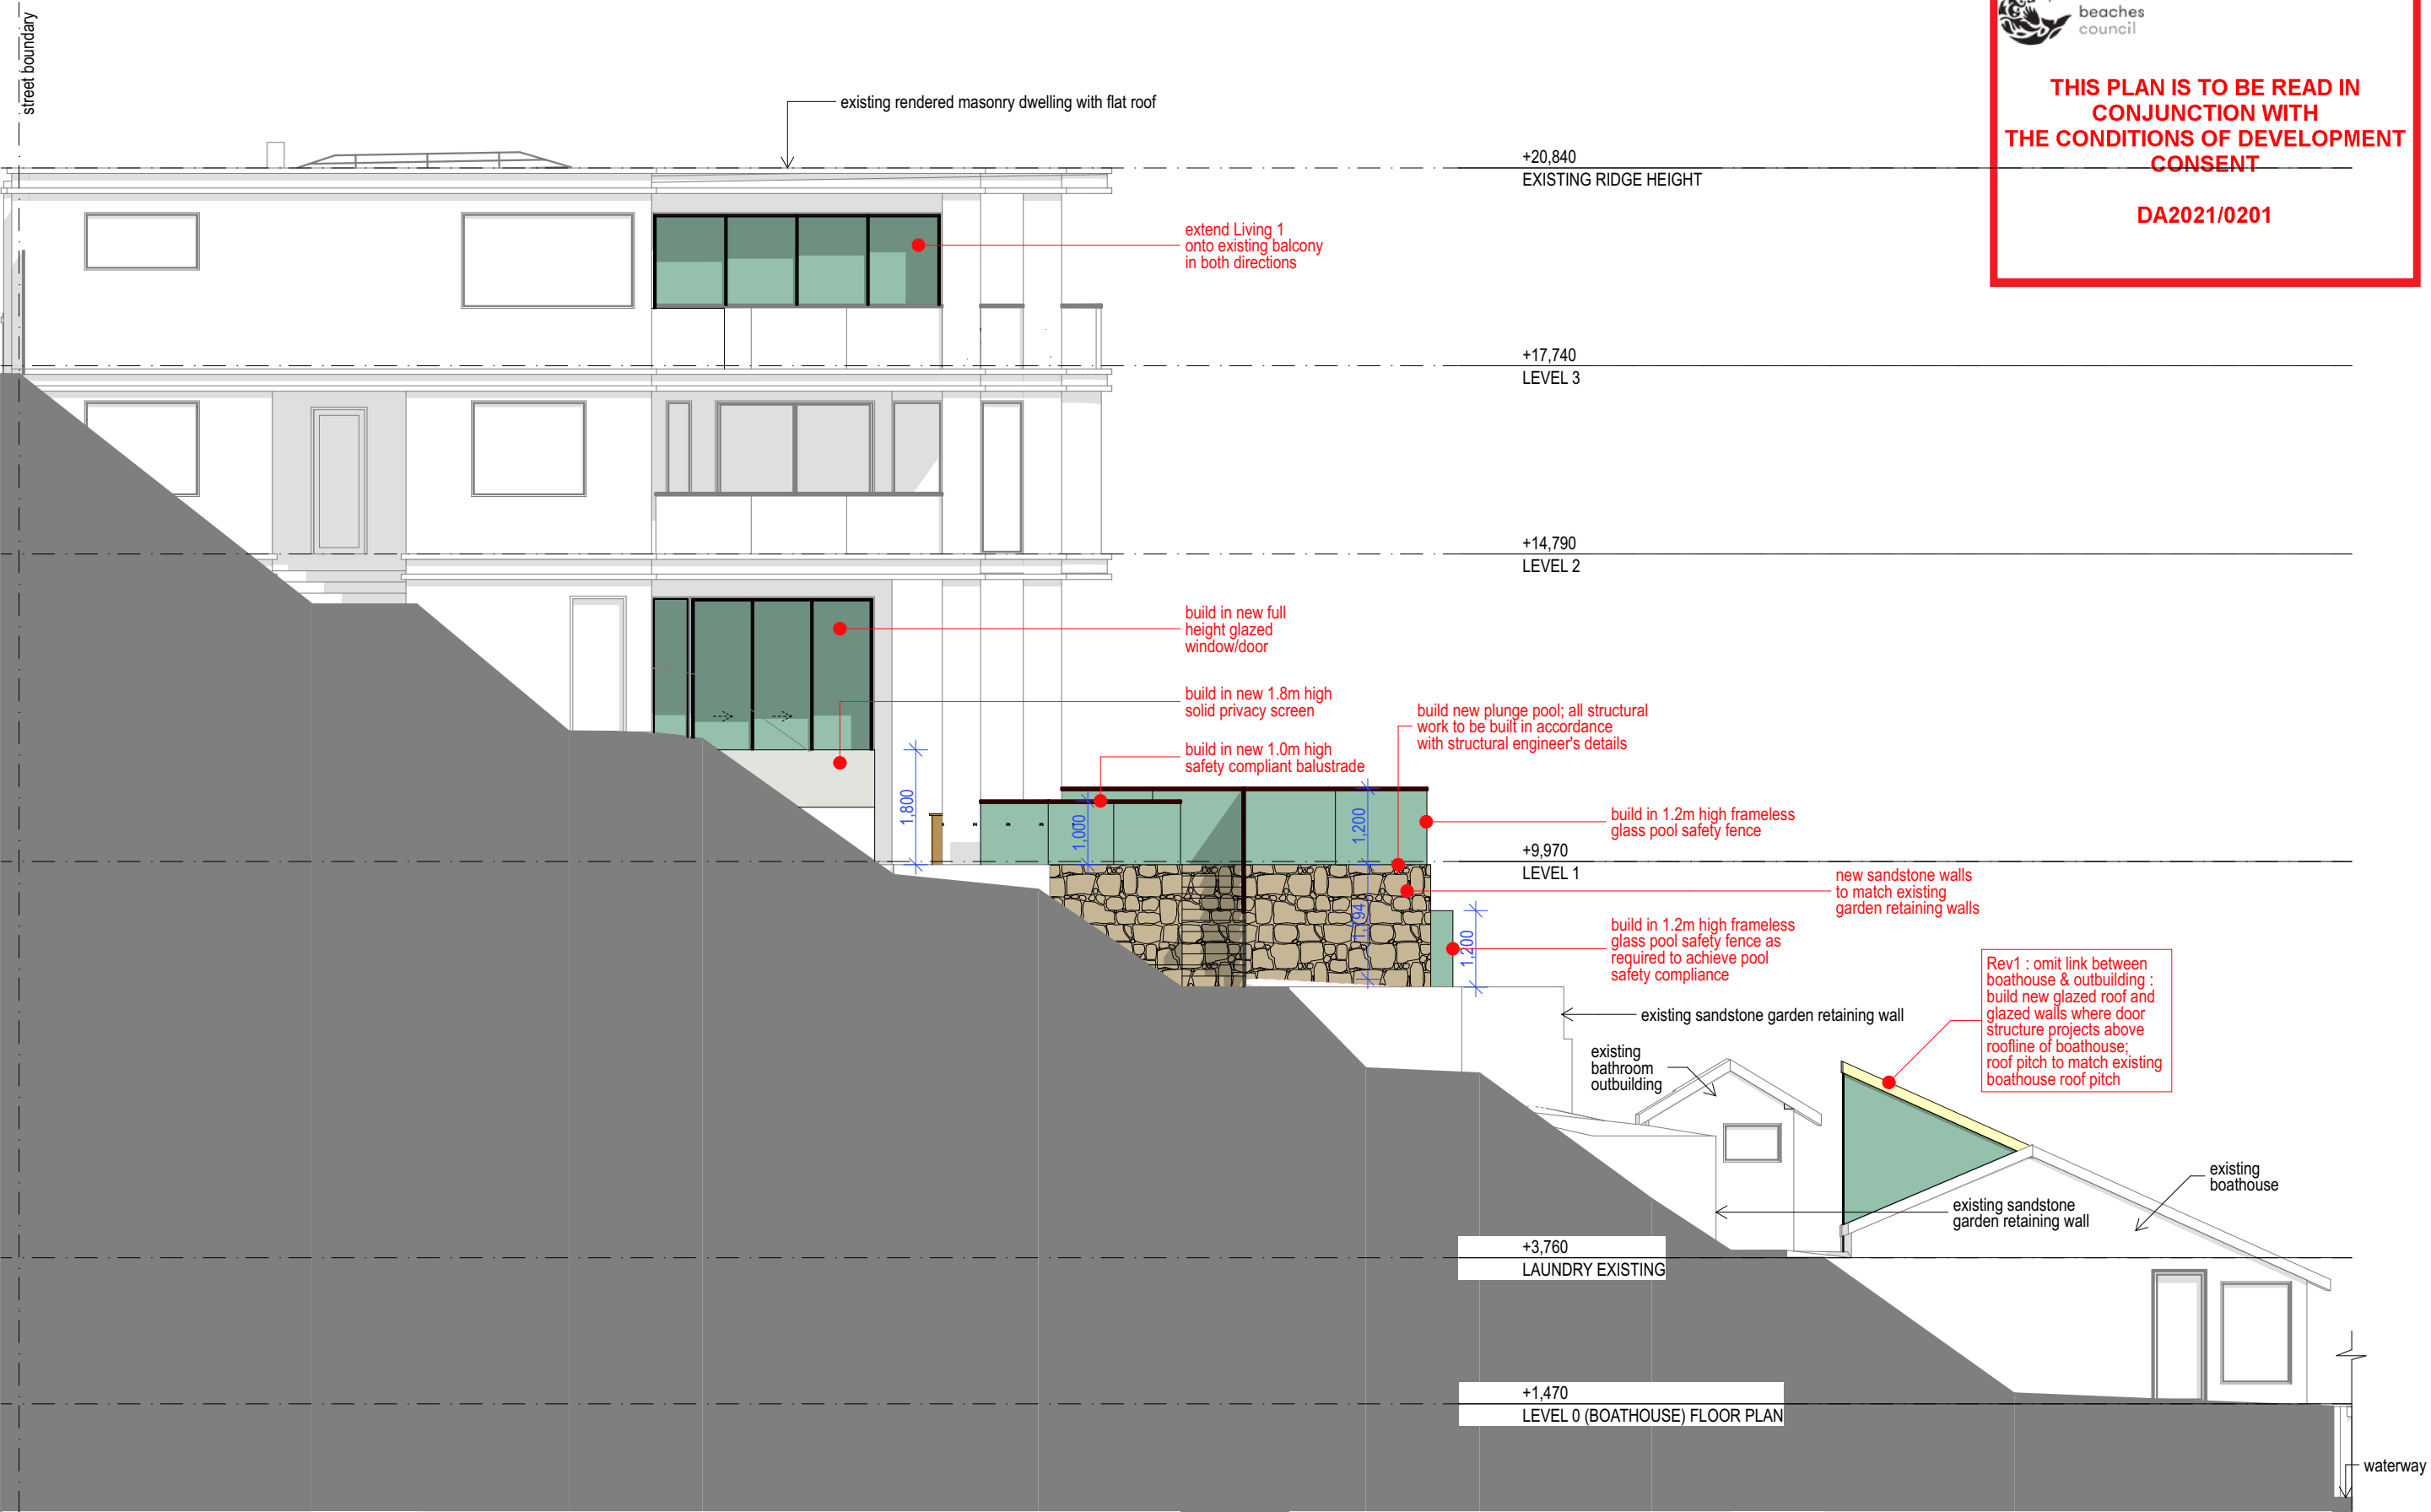 street boundary
beaches
council
THIS PLAN IS TO BE READ IN
CONJUNCTION WITH
THE CONDITIONS OF DEVELOPMENT
CONSENT
DA2021/0201
existing rendered masonry dwelling with flat roof
+20,840
EXISTING RIDGE HEIGHT
extend Living 1
onto existing balcony
in both directions
+17,740
LEVEL 3
+14,790
LEVEL 2
build in new full
height glazed
window/door
build in new 1.8m high
solid privacy screen
build in new 1.0m high
safety compliant balustrade
build new plunge pool; all structural
work to be built in accordance
with structural engineer's details
1,800
1,000
1,200
build in 1.2m high frameless
glass pool safety fence
+9,970
LEVEL 1
new sandstone walls
to match existing
garden retaining walls
1,794
1,200
build in 1.2m high frameless
glass pool safety fence as
required to achieve pool
safety compliance
Rev1 : omit link between
boathouse & outbuilding :
build new glazed roof and
glazed walls where door
structure projects above
roofline of boathouse;
roof pitch to match existing
boathouse roof pitch
existing sandstone garden retaining wall
existing
bathroom
outbuilding
existing
boathouse
existing sandstone
garden retaining wall
+3,760
LAUNDRY EXISTING
+1,470
LEVEL 0 (BOATHOUSE) FLOOR PLAN
waterway